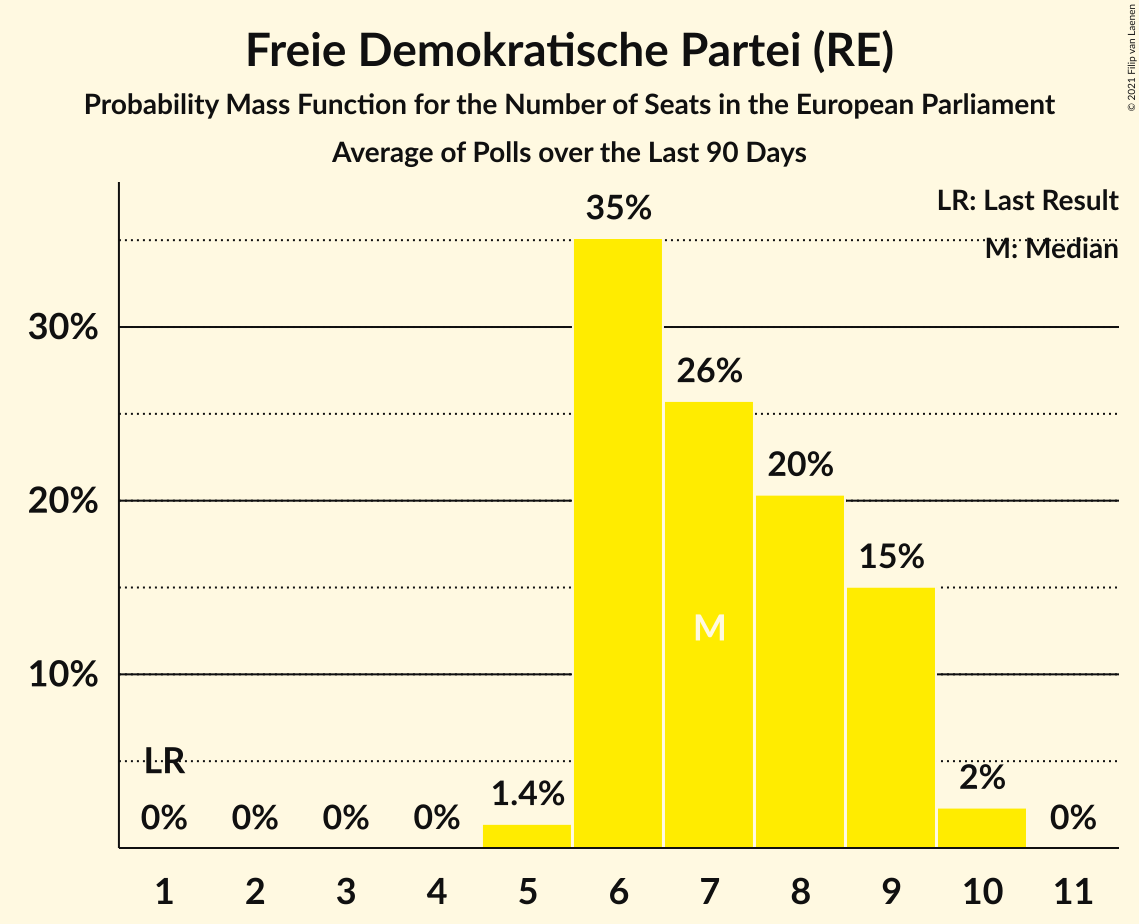 Freie Demokratische Partei (RE)
Probability Mass Function for the Number of Seats in the European Parliament
Average of Polls over the Last 90 Days
© 2021 Filip van Laenen
LR: Last Result
M: Median
35%
30%
26%
20%
20%
15%
M
10%
LR
0%
0%
0%
0%
1.4%
2%
0%
1 2 3 4 5 6 7 8 9 10 11